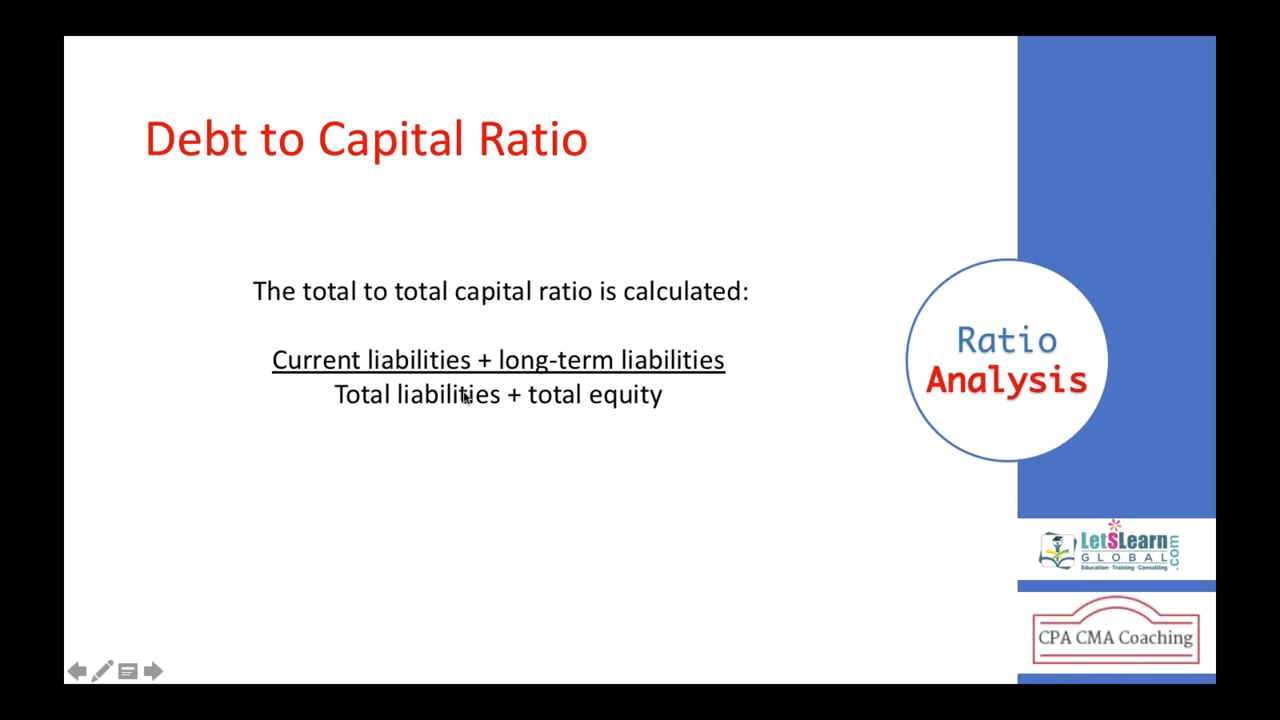 Debt to Capital Ratio
The total to total capital ratio is calculated:
Current liabilities + long-term liabilities
Total liabilities + total equity
Ratio
Analysis
LetSLearn
GLOBAL
.com
Education · Training · Consulting
CPA CMA Coaching